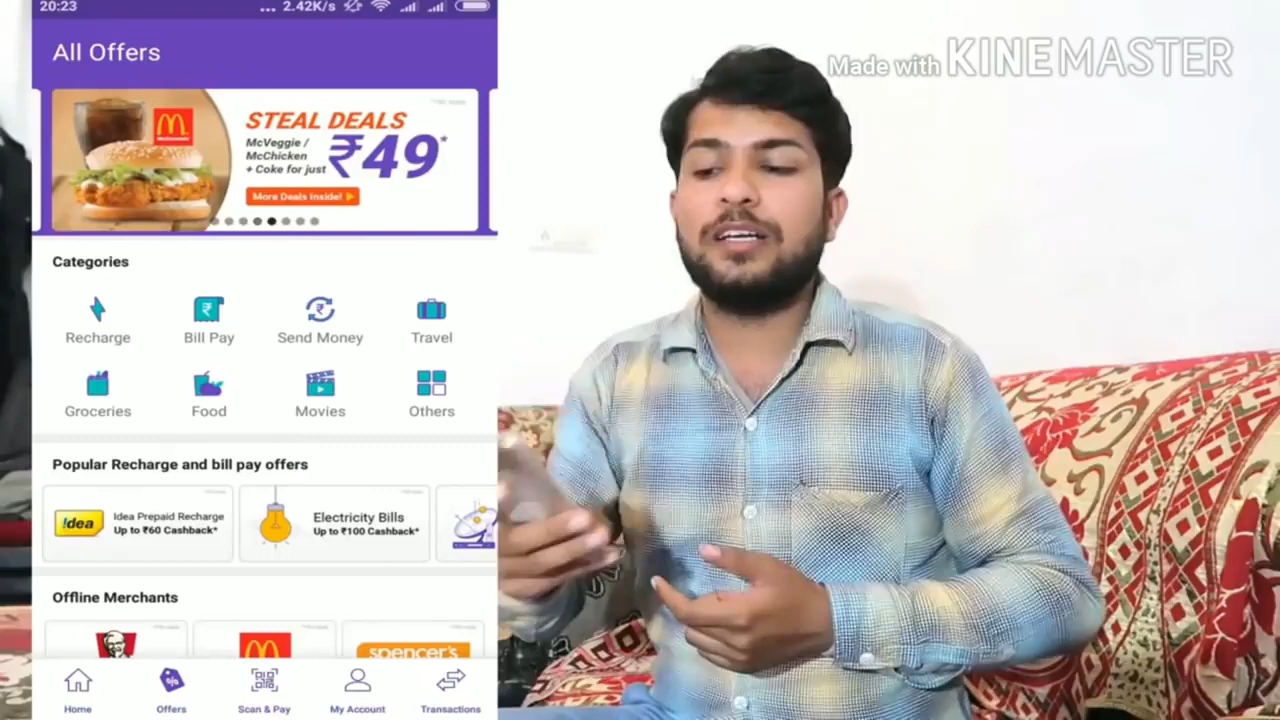 20:23
... 2.42K/s
All Offers
Made with KINEMASTER
STEAL DEALS
McVeggie /
McChicken
+ Coke for just
₹49*
More Deals Inside!
Categories
Recharge
Bill Pay
Send Money
Travel
Groceries
Food
Movies
Others
Popular Recharge and bill pay offers
!dea
Idea Prepaid Recharge
Up to ₹60 Cashback*
Electricity Bills
Up to ₹100 Cashback*
Offline Merchants
spencer's
Home
Offers
Scan & Pay
My Account
Transactions